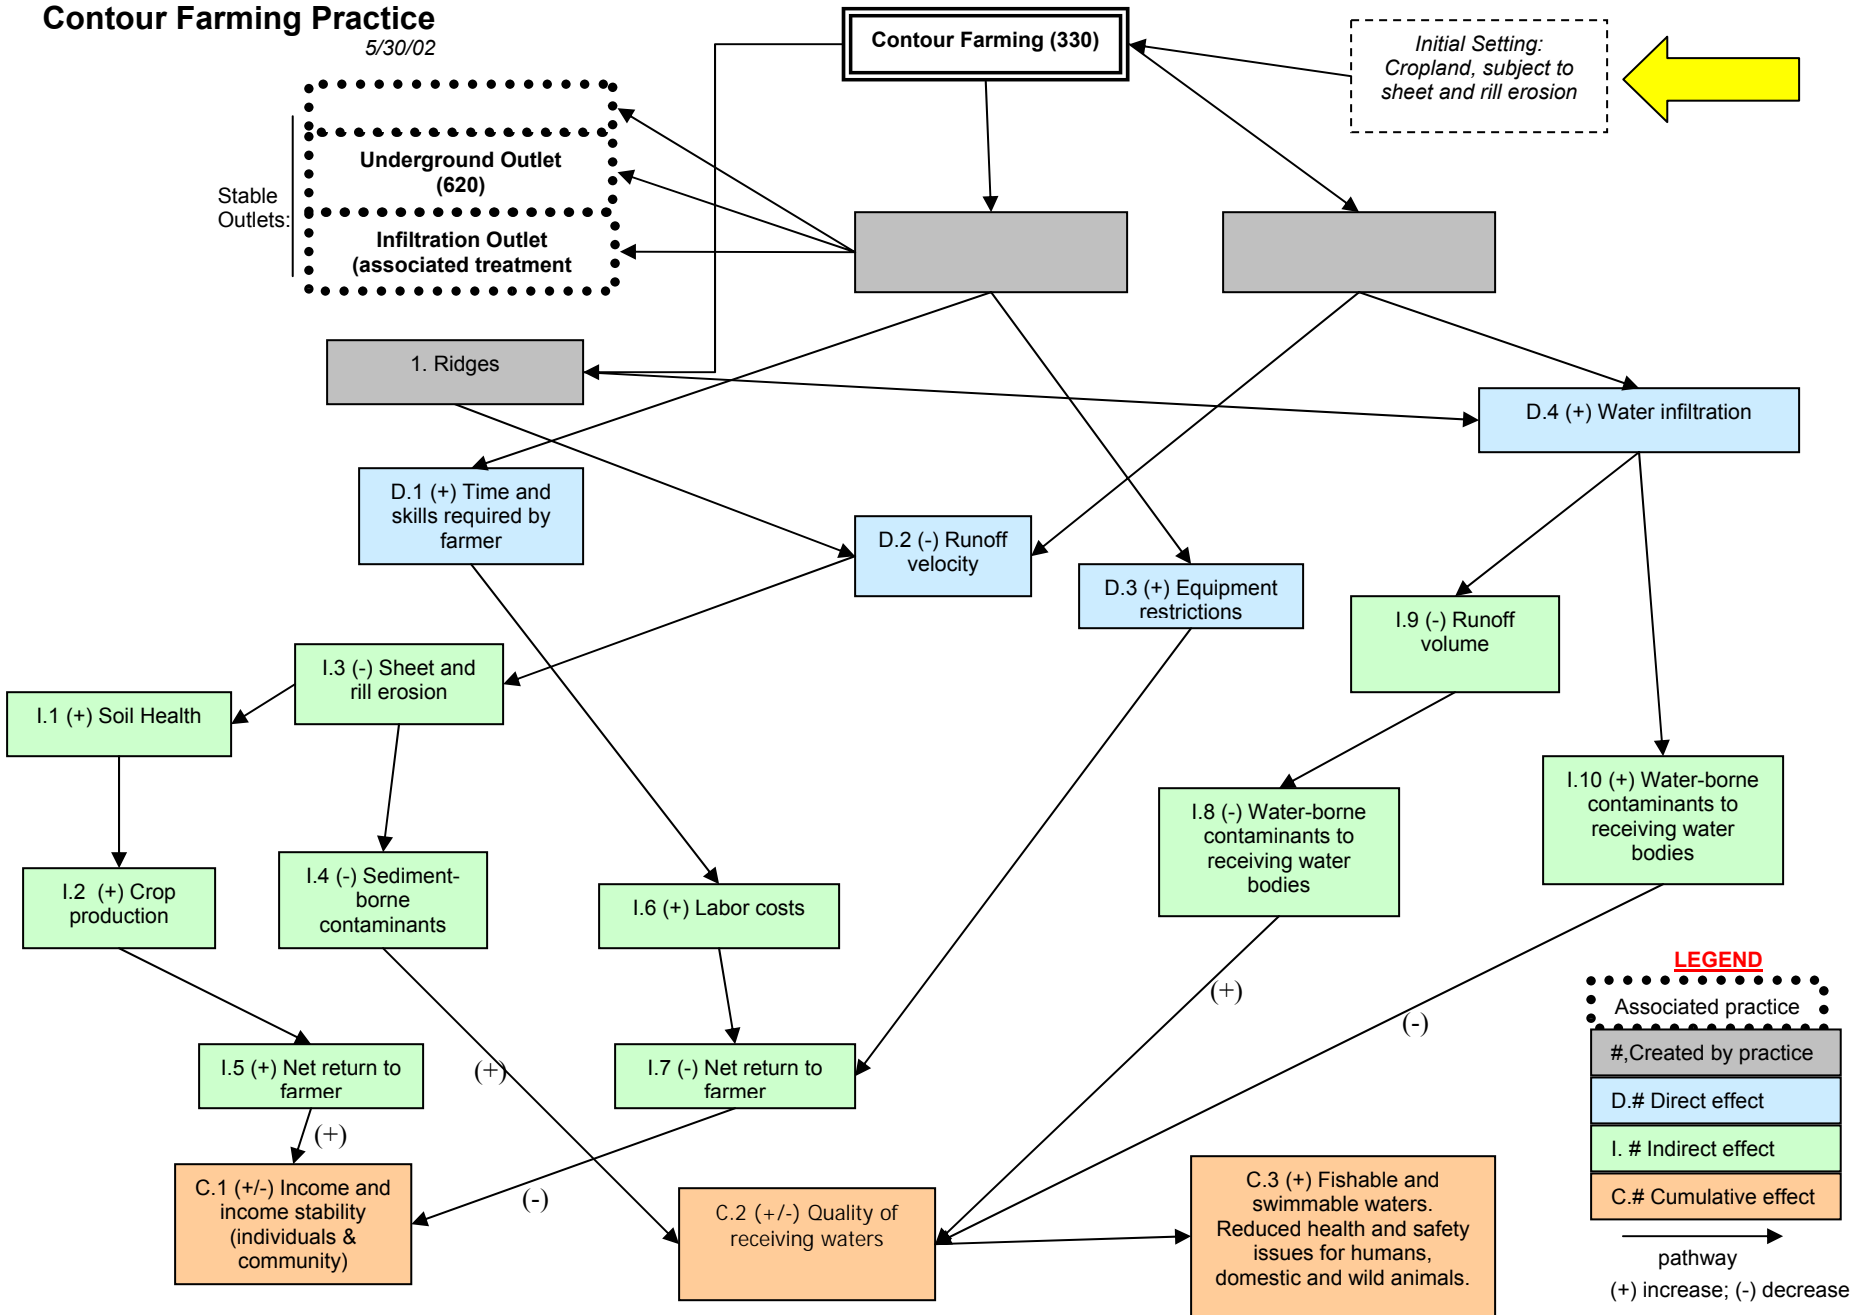 Contour Farming Practice
5/30/02
Contour Farming (330)
Initial Setting:
Cropland, subject to
sheet and rill erosion
Stable
Outlets:
Underground Outlet
(620)
Infiltration Outlet
(associated treatment
1. Ridges
D.4 (+) Water infiltration
D.1 (+) Time and
skills required by
farmer
D.2 (-) Runoff
velocity
D.3 (+) Equipment
restrictions
I.9 (-) Runoff
volume
I.3 (-) Sheet and
rill erosion
I.1 (+) Soil Health
I.10 (+) Water-borne
contaminants to
receiving water
bodies
I.8 (-) Water-borne
contaminants to
receiving water
bodies
I.2 (+) Crop
production
I.4 (-) Sediment-
borne
contaminants
I.6 (+) Labor costs
I.5 (+) Net return to
farmer
I.7 (-) Net return to
farmer
(+)
(+)
(-)
(+)
(-)
C.1 (+/-) Income and
income stability
(individuals &
community)
C.2 (+/-) Quality of
receiving waters
C.3 (+) Fishable and
swimmable waters.
Reduced health and safety
issues for humans,
domestic and wild animals.
LEGEND
Associated practice
#,Created by practice
D.# Direct effect
I. # Indirect effect
C.# Cumulative effect
pathway
(+) increase; (-) decrease